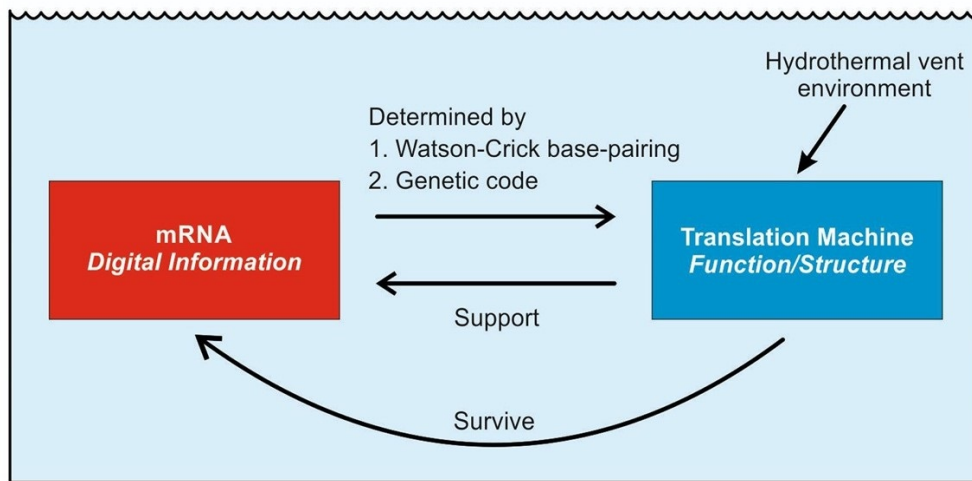 Hydrothermal vent
environment
Determined by
1. Watson-Crick base-pairing
2. Genetic code
mRNA
Digital Information
Translation Machine
Function/Structure
Support
Survive